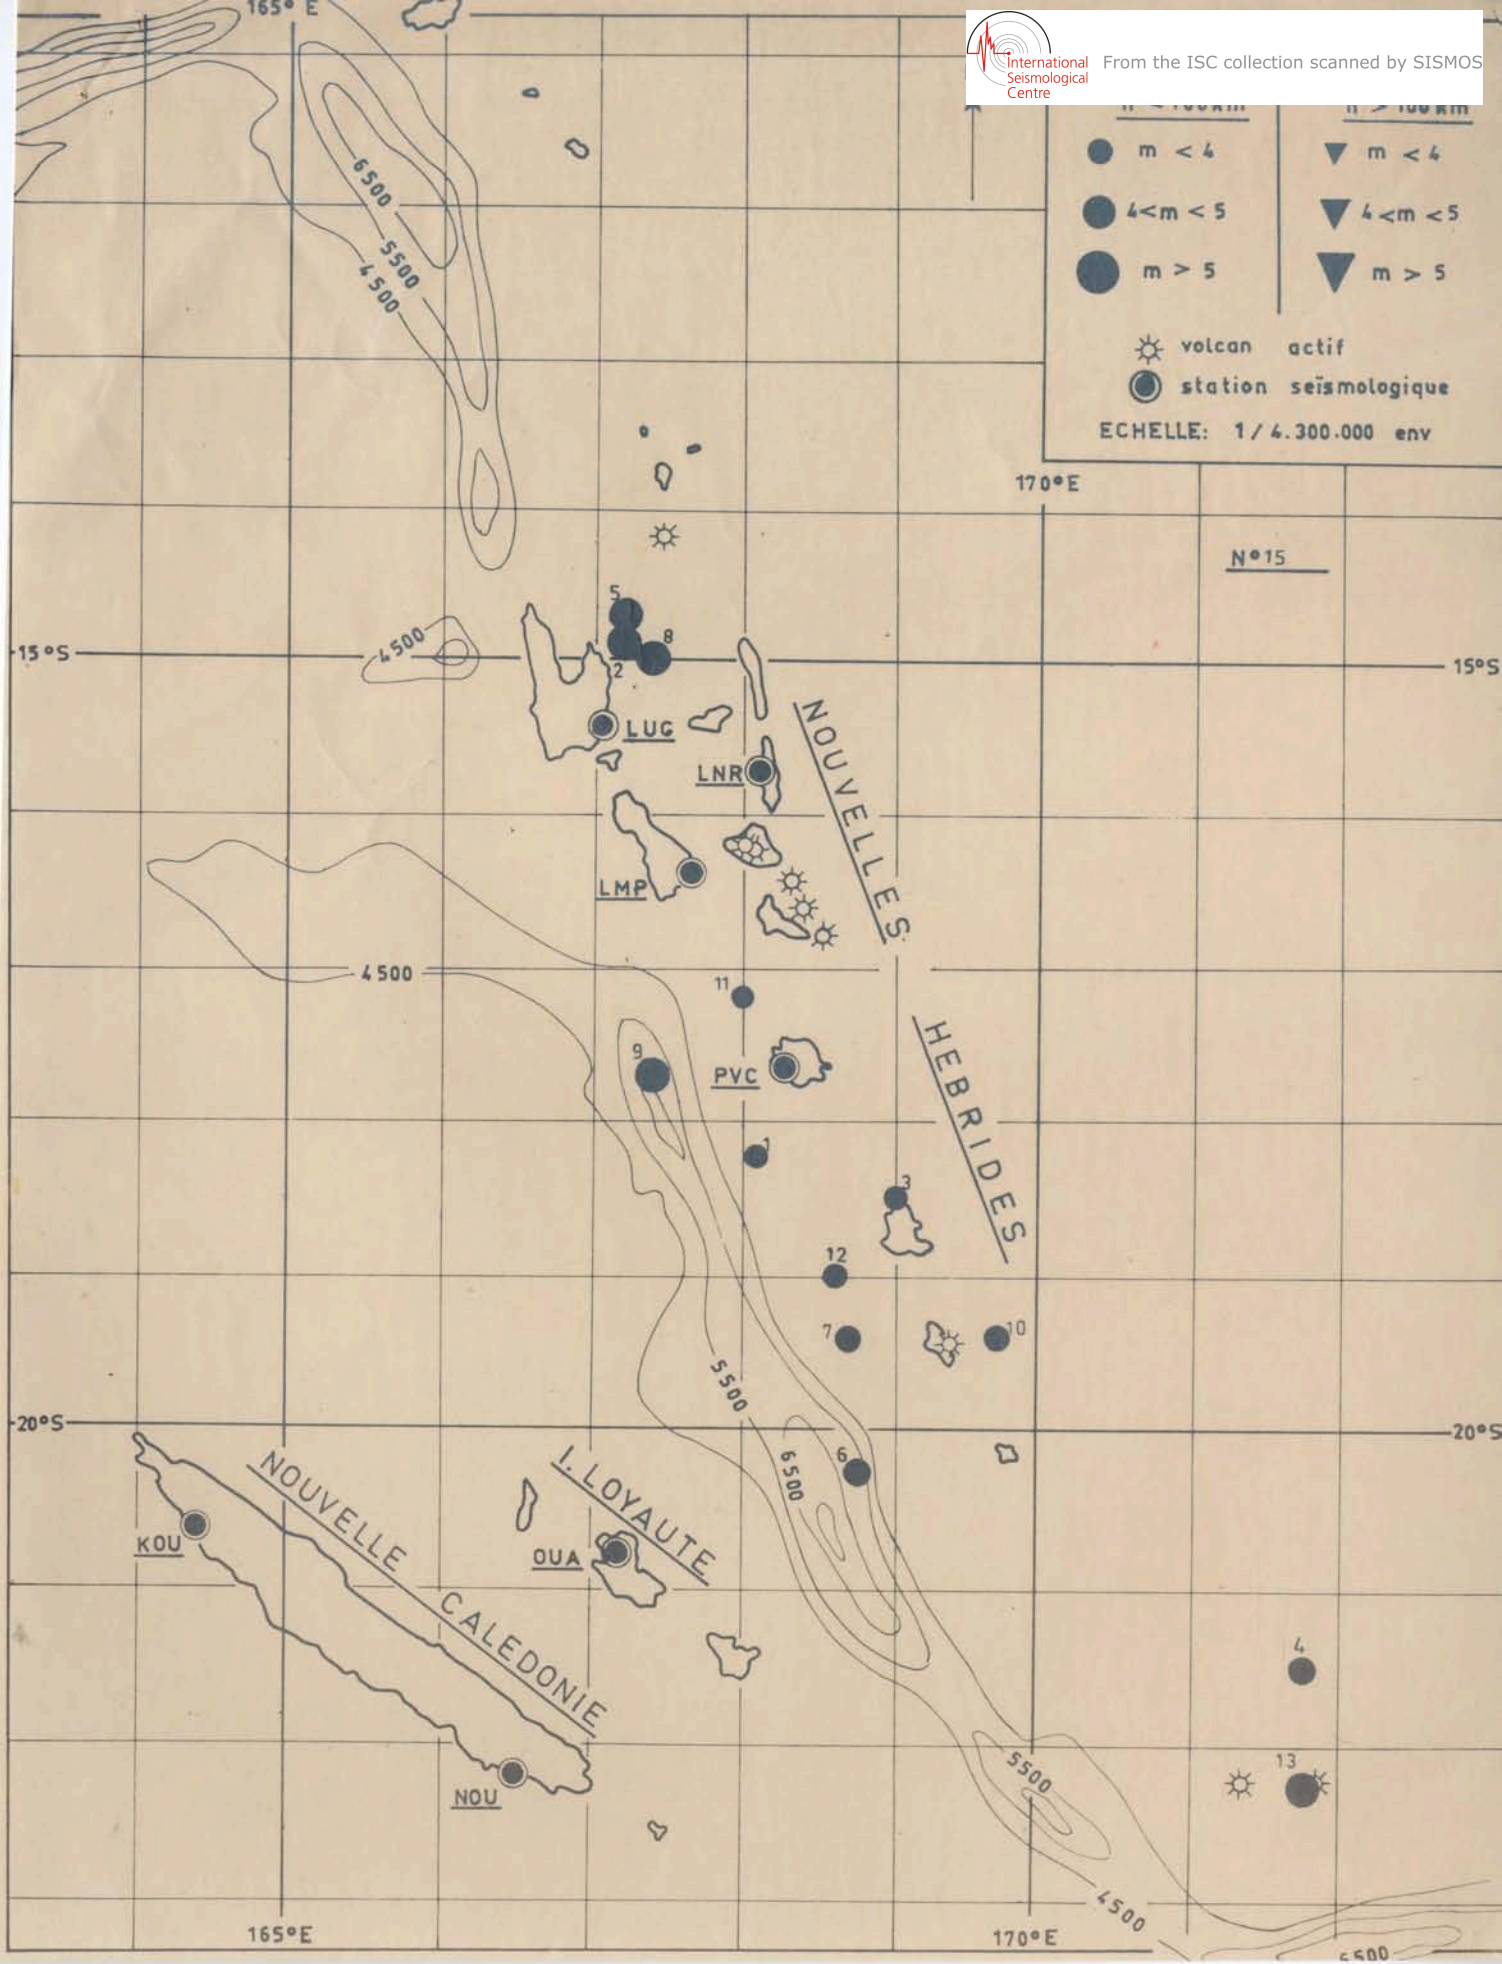 165° E
International
Seismological
Centre
From the ISC collection scanned by SISMOS
m < 4
m < 4
4<m < 5
4<m < 5
m > 5
m > 5
volcan actif
station seïsmologique
ECHELLE: 1/4.300.000 env
170°E
N°15
6500
5500
4500
5
8
2
15°S
4500
15°S
LUG
LNR
LMP
NOUVELLES
HEBRIDES
4500
11
9
PVC
1
3
12
7
10
5500
20°S
20°S
6
6500
I. LOYAUTE
NOUVELLE CALEDONIE
KOU
OUA
NOU
4
13
5500
4500
165°E
170°E
5500